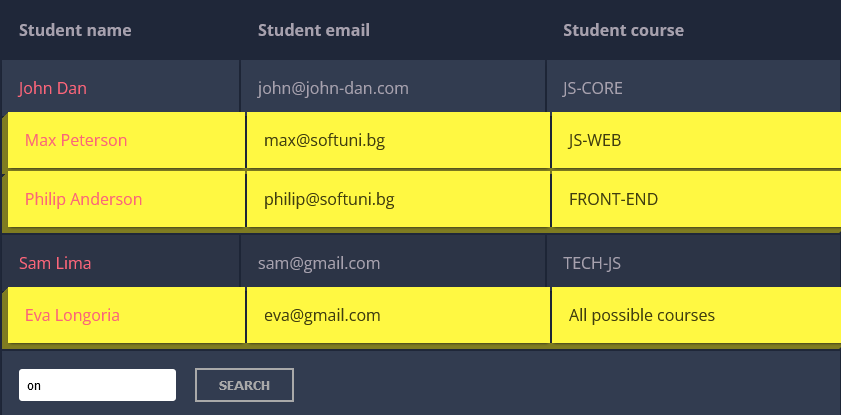 Student name Student email Student course
John Dan john@john-dan.com JS-CORE
Max Peterson max@softuni.bg JS-WEB
Philip Anderson philip@softuni.bg FRONT-END
Sam Lima sam@gmail.com TECH-JS
Eva Longoria eva@gmail.com All possible courses
on SEARCH